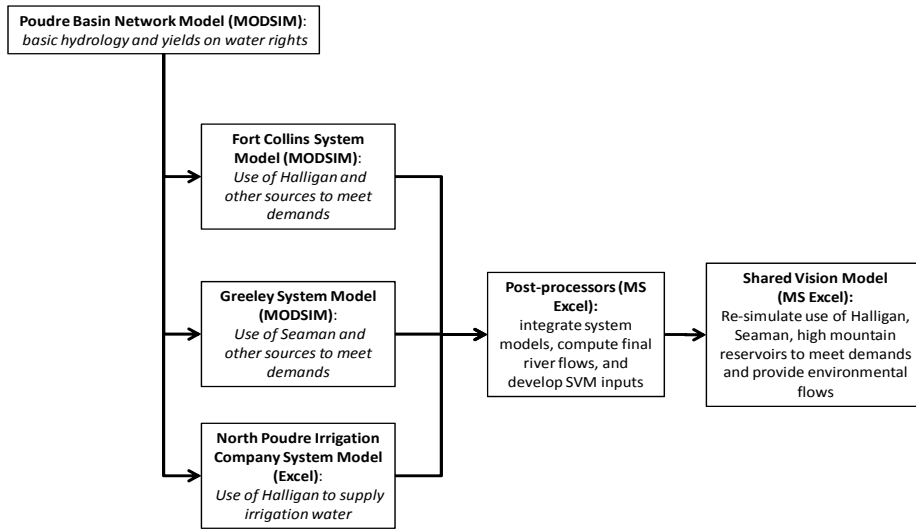 Poudre Basin Network Model (MODSIM):
basic hydrology and yields on water rights
Fort Collins System
Model (MODSIM):
Use of Halligan and
other sources to meet
demands
Greeley System Model
(MODSIM):
Use of Seaman and
other sources to meet
demands
North Poudre Irrigation
Company System Model
(Excel):
Use of Halligan to supply
irrigation water
Post-processors (MS
Excel):
integrate system
models, compute final
river flows, and
develop SVM inputs
Shared Vision Model
(MS Excel):
Re-simulate use of Halligan,
Seaman, high mountain
reservoirs to meet demands
and provide environmental
flows